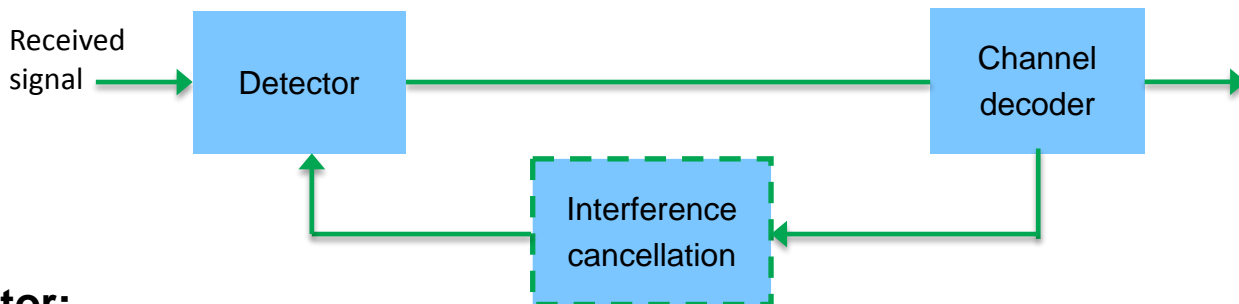 Received
signal
Detector
Channel
decoder
Interference
cancellation